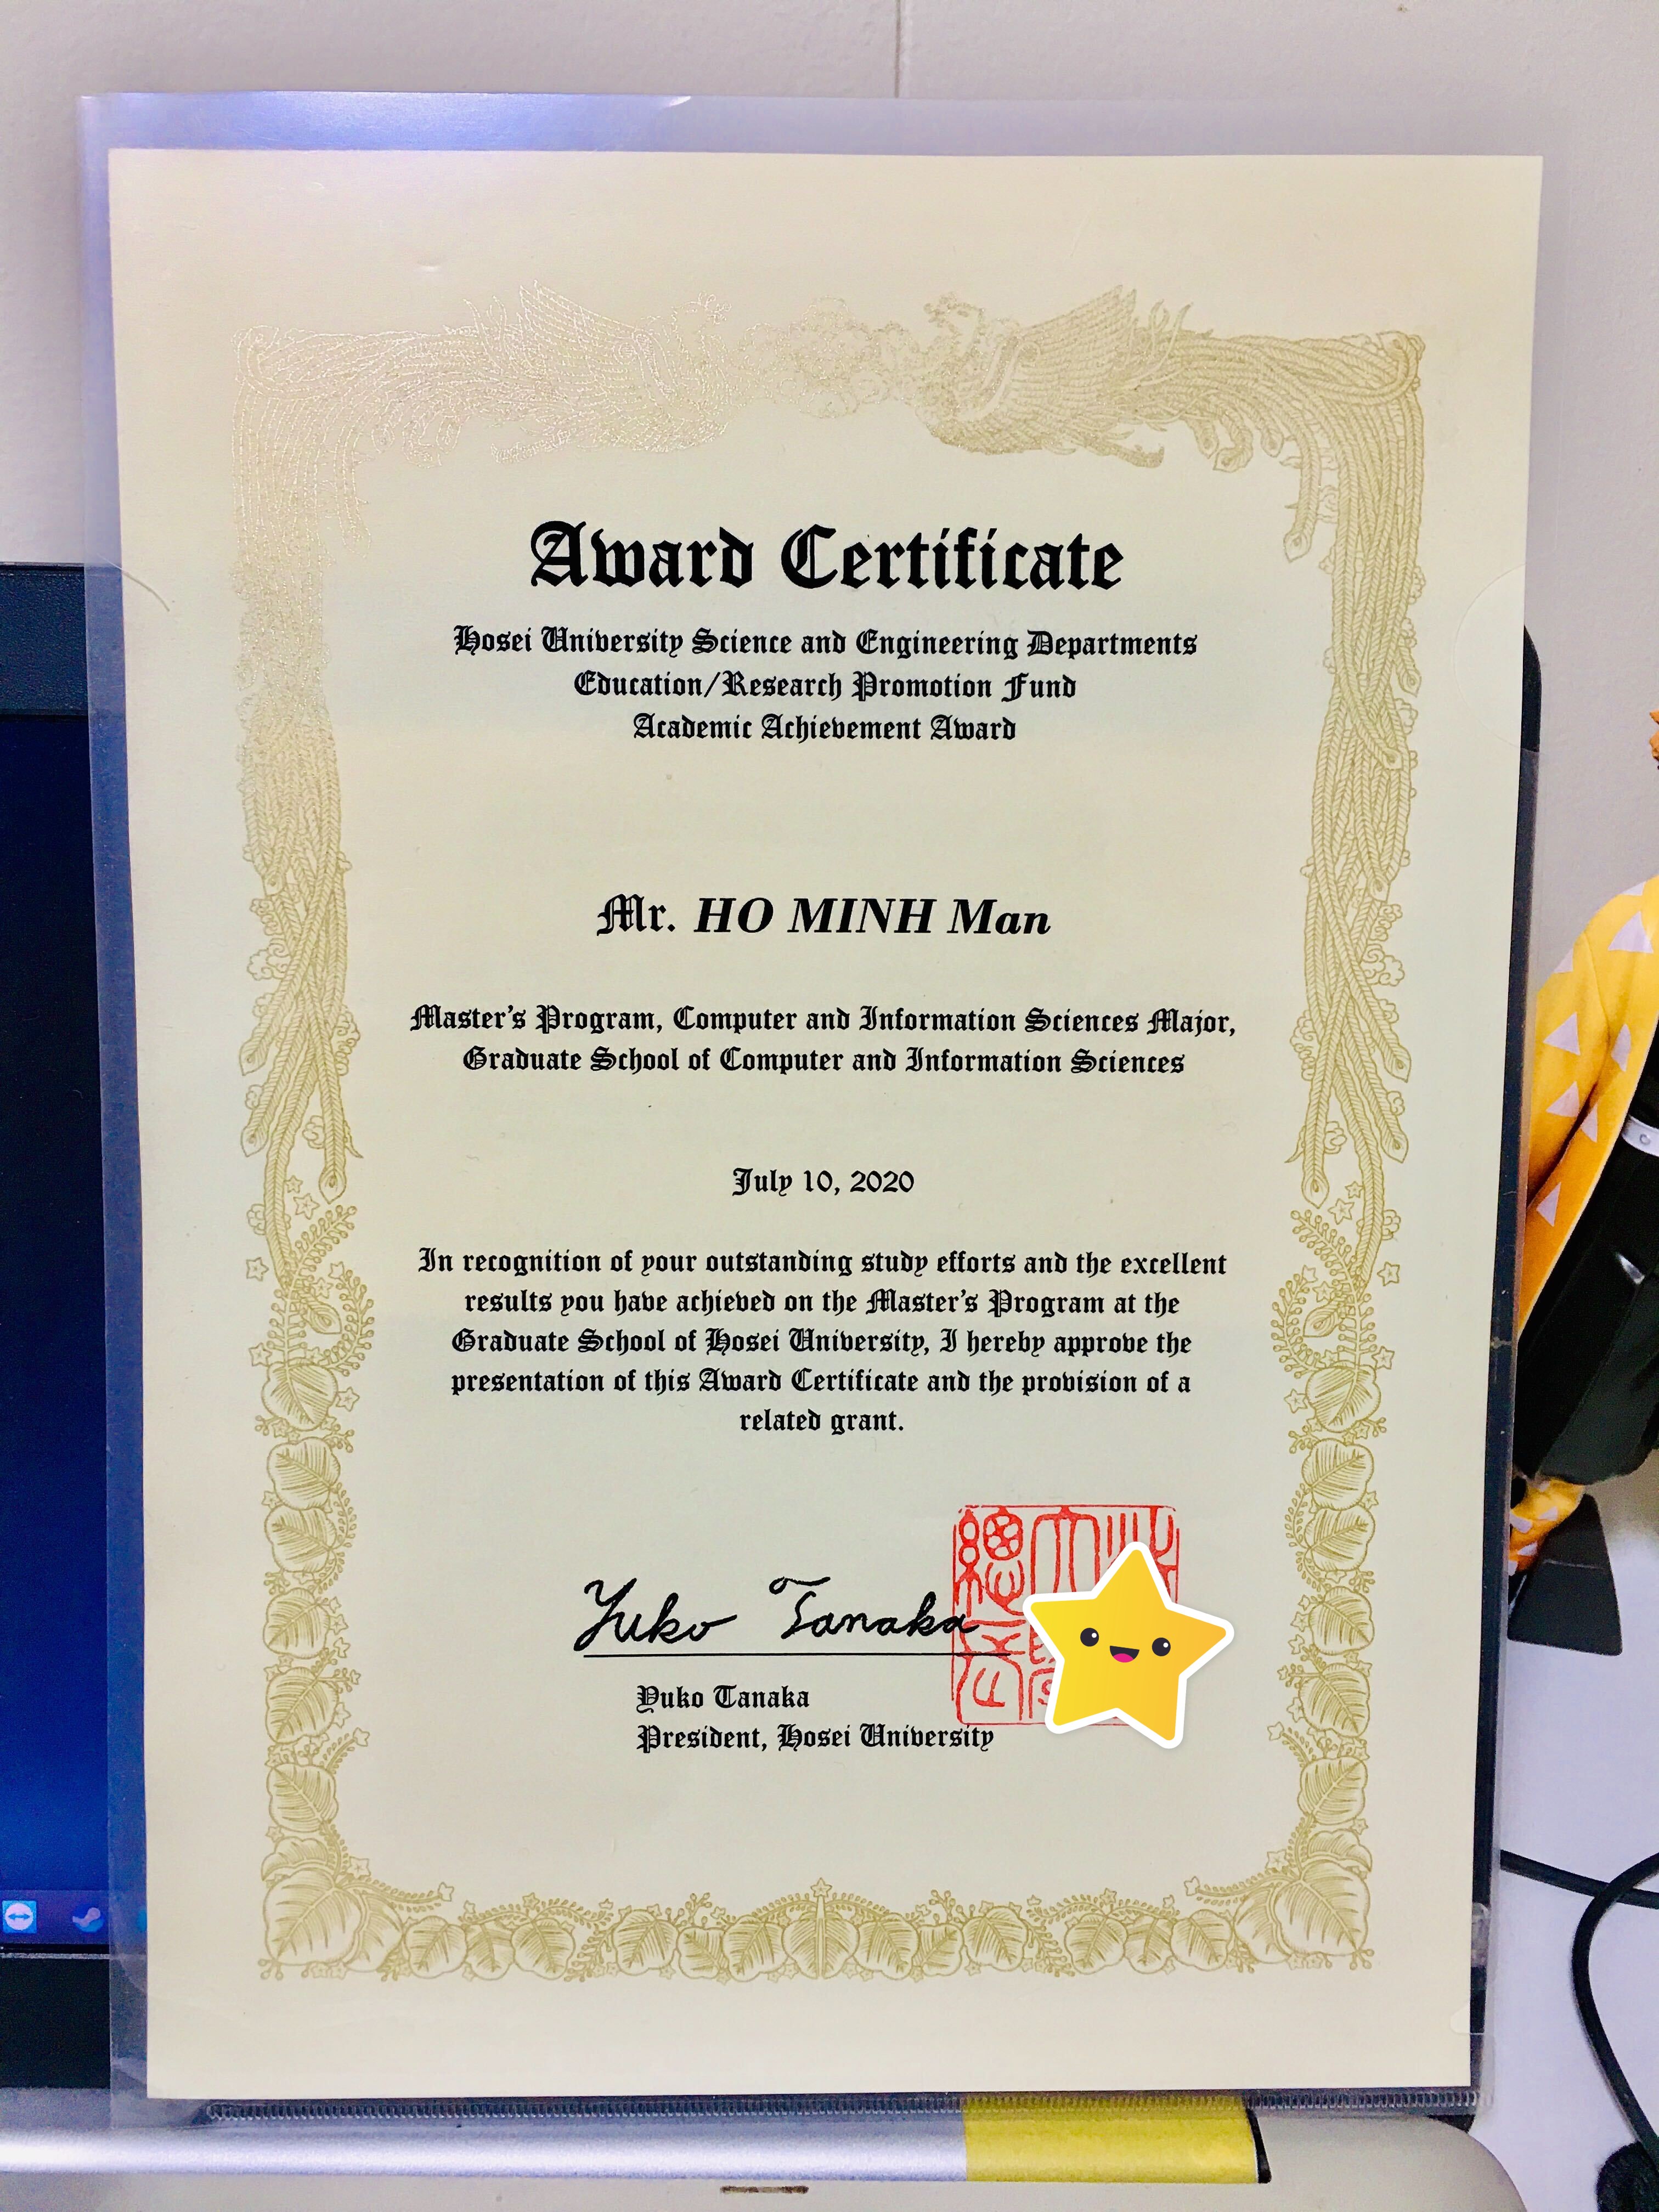 Award Certificate
Hosei University Science and Engineering Departments
Education/Research Promotion Fund
Academic Achievement Award
Mr. HO MINH Man
Master's Program, Computer and Information Sciences Major,
Graduate School of Computer and Information Sciences
July 10, 2020
In recognition of your outstanding study efforts and the excellent
results you have achieved on the Master's Program at the
Graduate School of Hosei University, I hereby approve the
presentation of this Award Certificate and the provision of a
related grant.
Yuko Tanaka
Yuko Tanaka
President, Hosei University